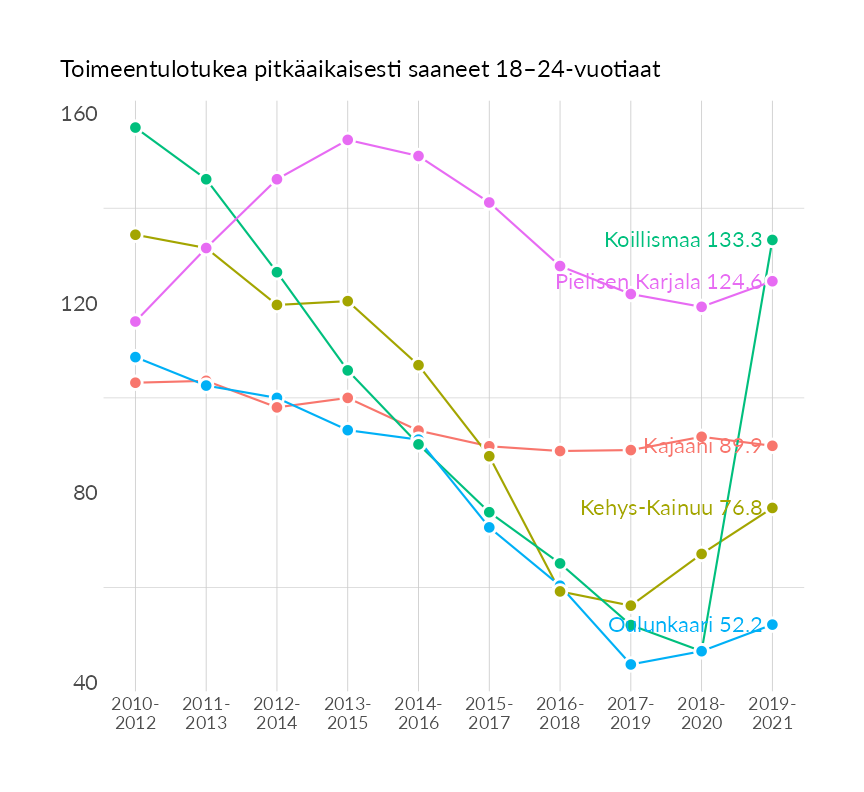 Toimeentulotukea pitkäaikaisesti saaneet 18–24-vuotiaat
160
120
80
40
Koillismaa 133.3
Pielisen Karjala 124.6
Kajaani 89.9
Kehys-Kainuu 76.8
Oulunkaari 52.2
2010- 2011- 2012- 2013- 2014- 2015- 2016- 2017- 2018- 2019-
2012 2013 2014 2015 2016 2017 2018 2019 2020 2021